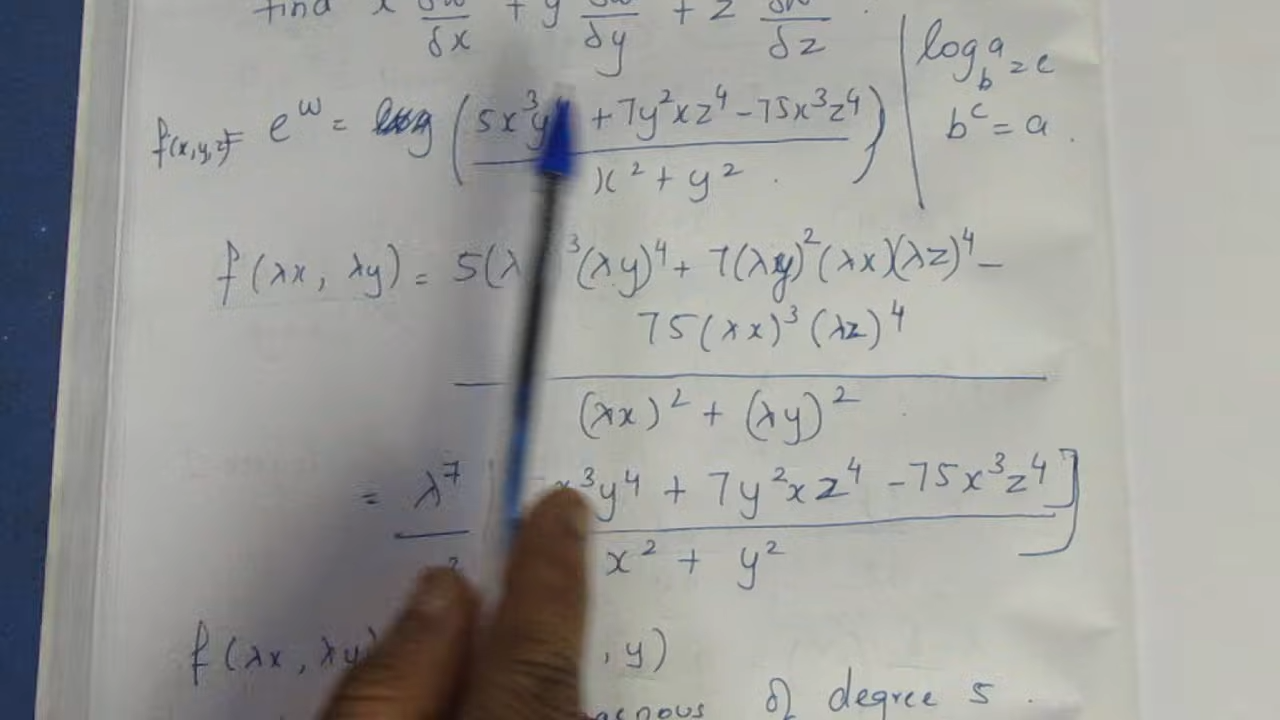 find x δw/δx + y δw/δy + z δw/δz .
log_b a = c
b^c = a .
f(x,y,z)= e^w = (5x³y⁴ + 7y²xz⁴ - 75x³z⁴ / x² + y² .)
f(λx, λy) = 5(λ ³(λy)⁴ + 7(λy)²(λx)(λz)⁴ -
75(λx)³(λz)⁴
(λx)² + (λy)² .
= λ⁷ [ x³y⁴ + 7y²xz⁴ - 75x³z⁴]
² x² + y²
f(λx, λy , y)
of degree 5 .